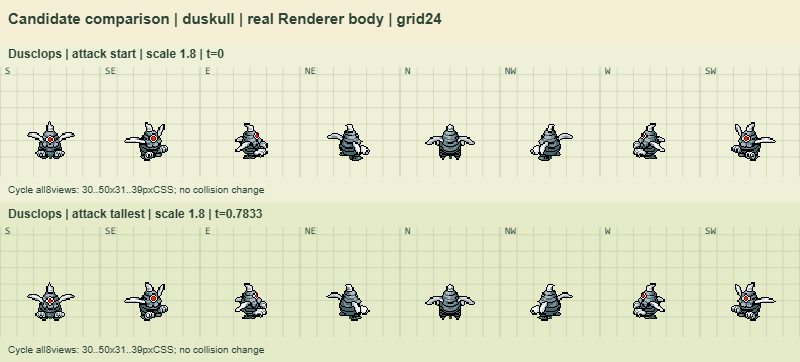 Candidate comparison | duskull | real Renderer body | grid24
Dusclops | attack start | scale 1.8 | t=0
S SE E NE N NW W SW
Cycle all8views: 30..50x31..39pxCSS; no collision change
Dusclops | attack tallest | scale 1.8 | t=0.7833
S SE E NE N NW W SW
Cycle all8views: 30..50x31..39pxCSS; no collision change